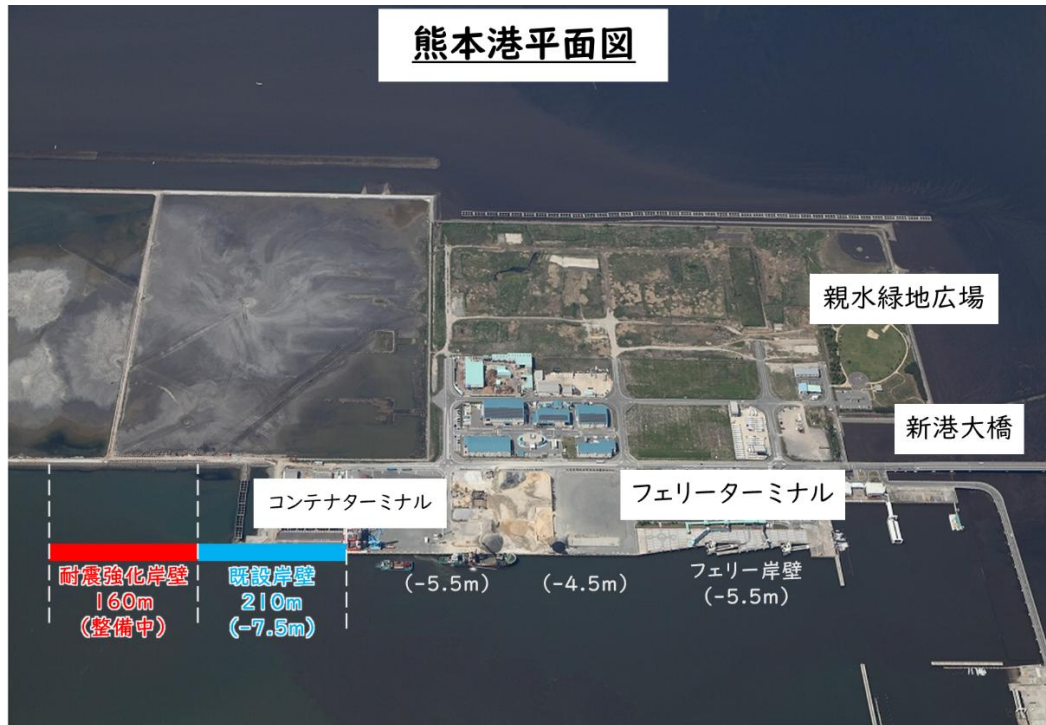 熊本港平面図
親水緑地広場
新港大橋
コンテナターミナル
フェリーターミナル
耐震強化岸壁
160m
(整備中)
既設岸壁
210m
(-7.5m)
(-5.5m)
(-4.5m)
フェリー岸壁
(-5.5m)